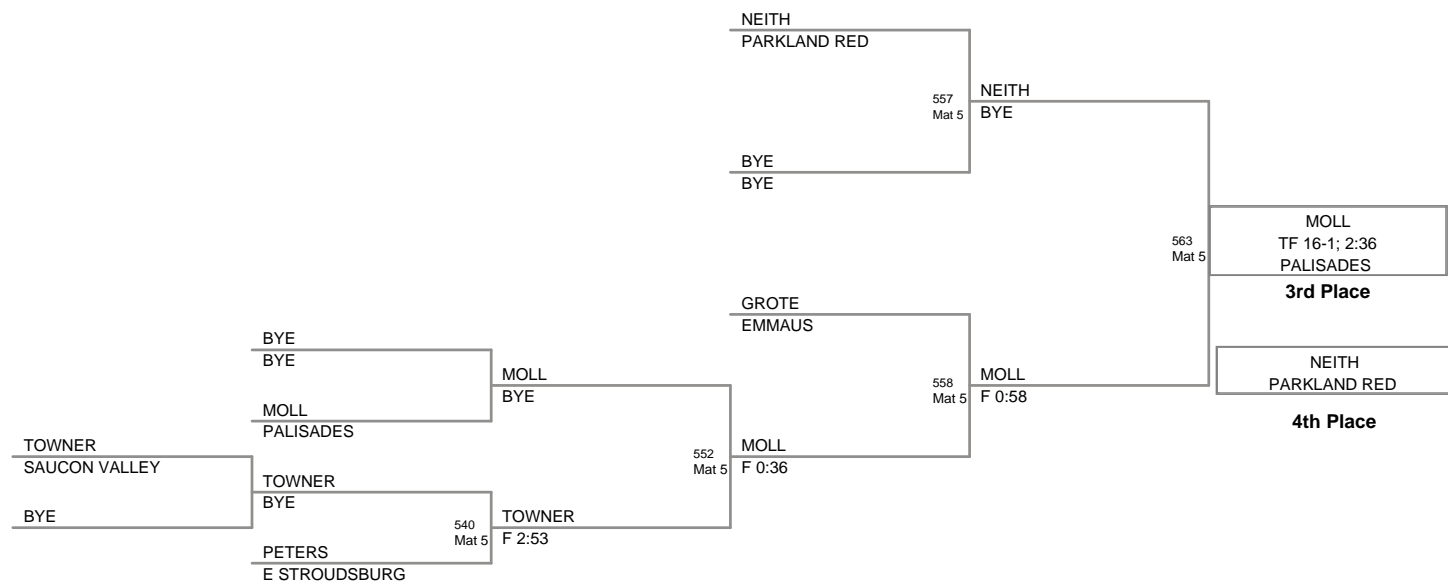 NEITH
PARKLAND RED
557
Mat 5
NEITH
BYE
BYE
BYE
563
Mat 5
MOLL
TF 16-1; 2:36
PALISADES
3rd Place
GROTE
EMMAUS
BYE
BYE
MOLL
BYE
558
Mat 5
MOLL
F 0:58
NEITH
PARKLAND RED
4th Place
MOLL
PALISADES
TOWNER
SAUCON VALLEY
552
Mat 5
MOLL
F 0:36
TOWNER
BYE
BYE
540
Mat 5
TOWNER
F 2:53
PETERS
E STROUDSBURG